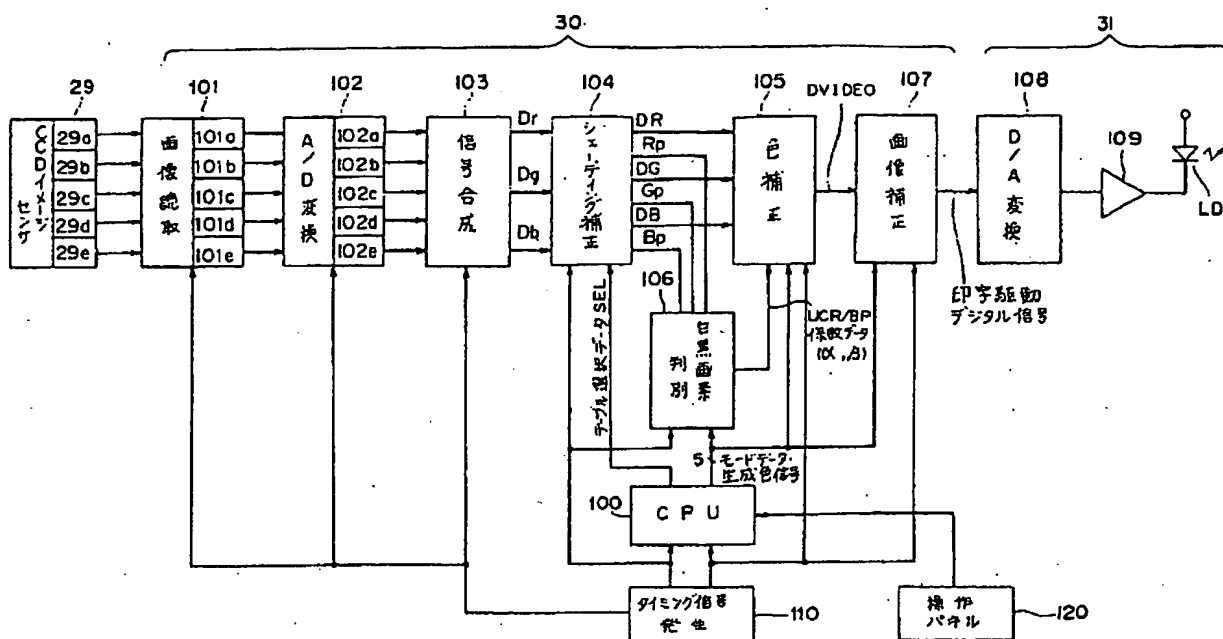 30
31
29
101
102
103
104
105
107
108
CCDイメージセンサ
29a
29b
29c
29d
29e
画像読取
101a
101b
101c
101d
101e
A/D変換
102a
102b
102c
102d
102e
信号合成
Dr
Dg
Db
シェーディング補正
DR
Rp
DG
Gp
DB
Bp
色補正
DVIDEO
画像補正
D/A変換
109
LD
印字駆動
デジタル信号
106
判別
UCR/BP
係数データ
(α,β)
テーブル選択データSEL
5
モードデータ・
生成色信号
100
CPU
タイミング信号
発生
110
操作
パネル
120